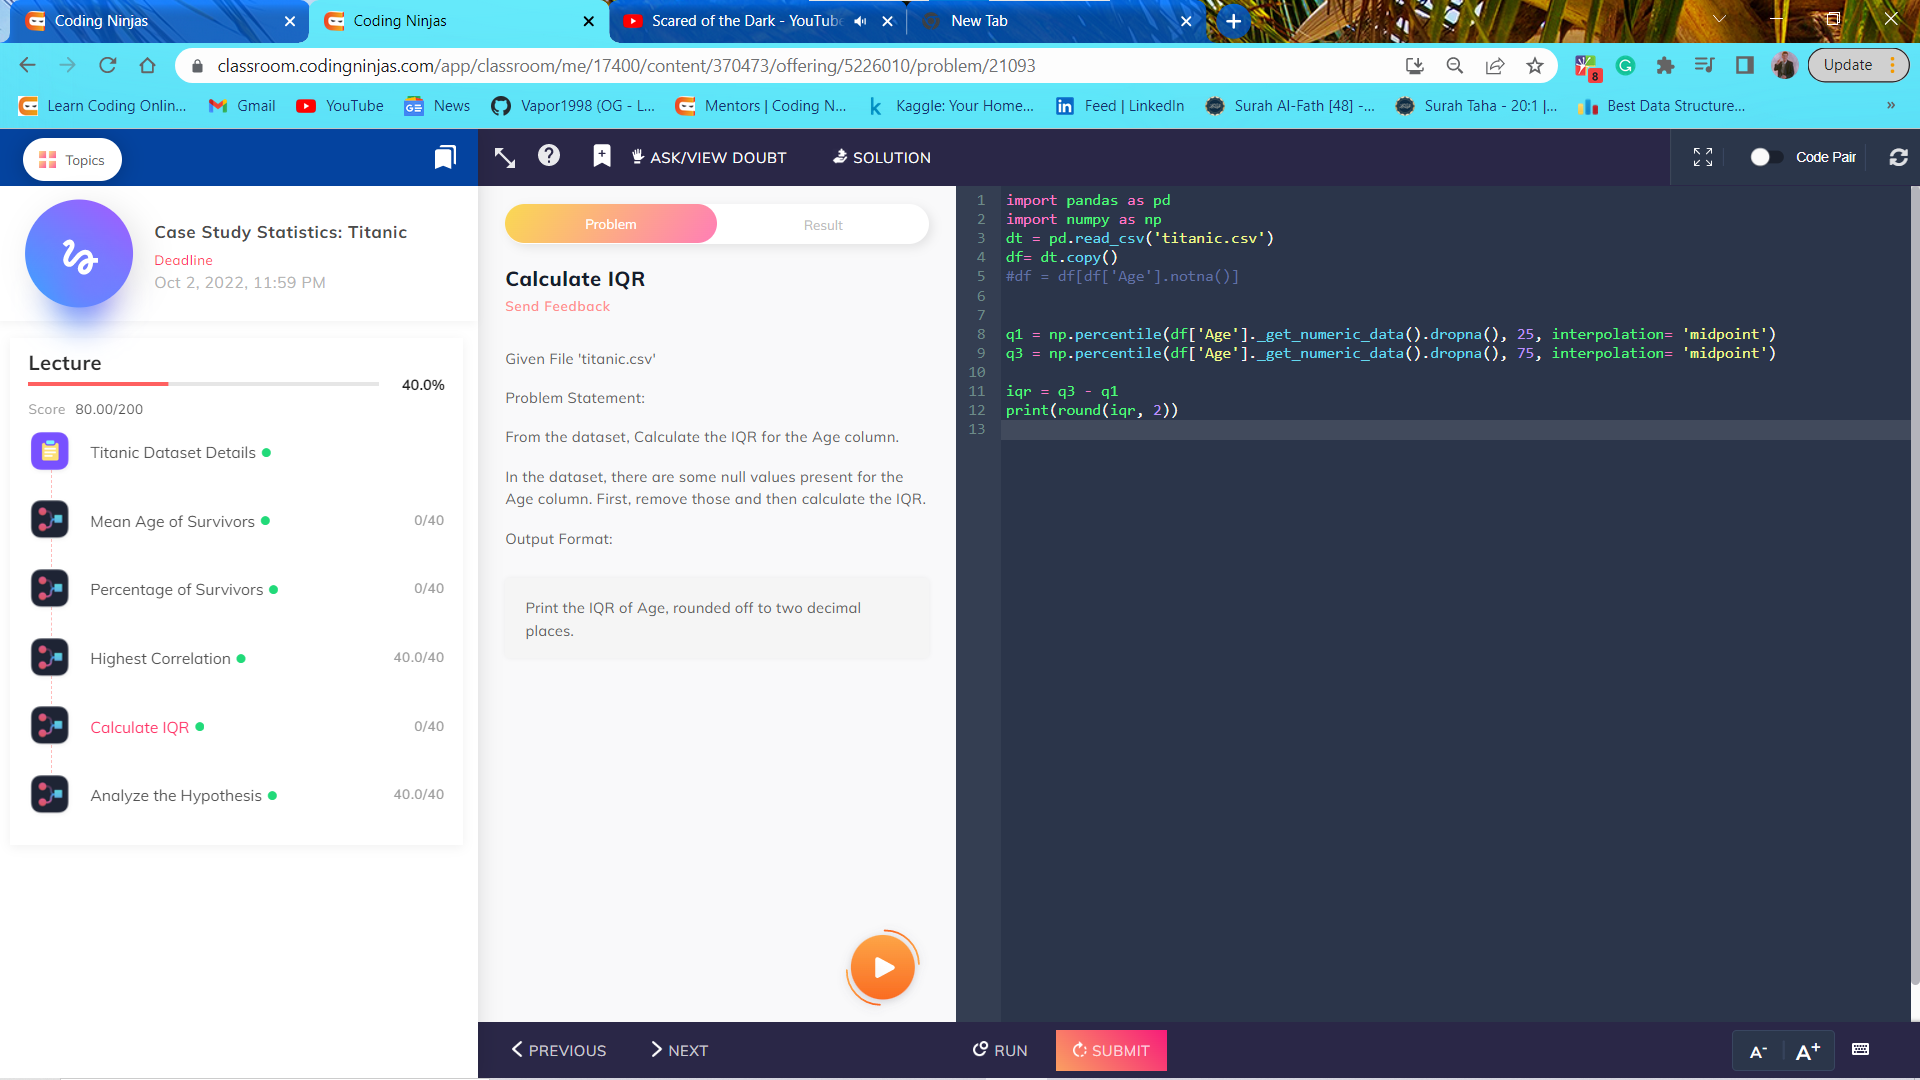 Coding Ninjas
Coding Ninjas
Scared of the Dark - YouTube
New Tab
classroom.codingninjas.com/app/classroom/me/17400/content/370473/offering/5226010/problem/21093
8
Update
Learn Coding Onlin...
Gmail
YouTube
News
Vapor1998 (OG - L...
Mentors | Coding N...
Kaggle: Your Home...
Feed | LinkedIn
Surah Al-Fath [48] -...
Surah Taha - 20:1 |...
Best Data Structure...
»
Topics
ASK/VIEW DOUBT
SOLUTION
Code Pair
Case Study Statistics: Titanic
Deadline
Oct 2, 2022, 11:59 PM
Lecture
40.0%
Score 80.00/200
Titanic Dataset Details
Mean Age of Survivors 0/40
Percentage of Survivors 0/40
Highest Correlation 40.0/40
Calculate IQR 0/40
Analyze the Hypothesis 40.0/40
Problem
Result
Calculate IQR
Send Feedback
Given File 'titanic.csv'
Problem Statement:
From the dataset, Calculate the IQR for the Age column.
In the dataset, there are some null values present for the
Age column. First, remove those and then calculate the IQR.
Output Format:
Print the IQR of Age, rounded off to two decimal
places.
1 import pandas as pd
2 import numpy as np
3 dt = pd.read_csv('titanic.csv')
4 df= dt.copy()
5 #df = df[df['Age'].notna()]
6
7
8 q1 = np.percentile(df['Age']._get_numeric_data().dropna(), 25, interpolation= 'midpoint')
9 q3 = np.percentile(df['Age']._get_numeric_data().dropna(), 75, interpolation= 'midpoint')
10
11 iqr = q3 - q1
12 print(round(iqr, 2))
13
PREVIOUS
NEXT
RUN
SUBMIT
A-
A+